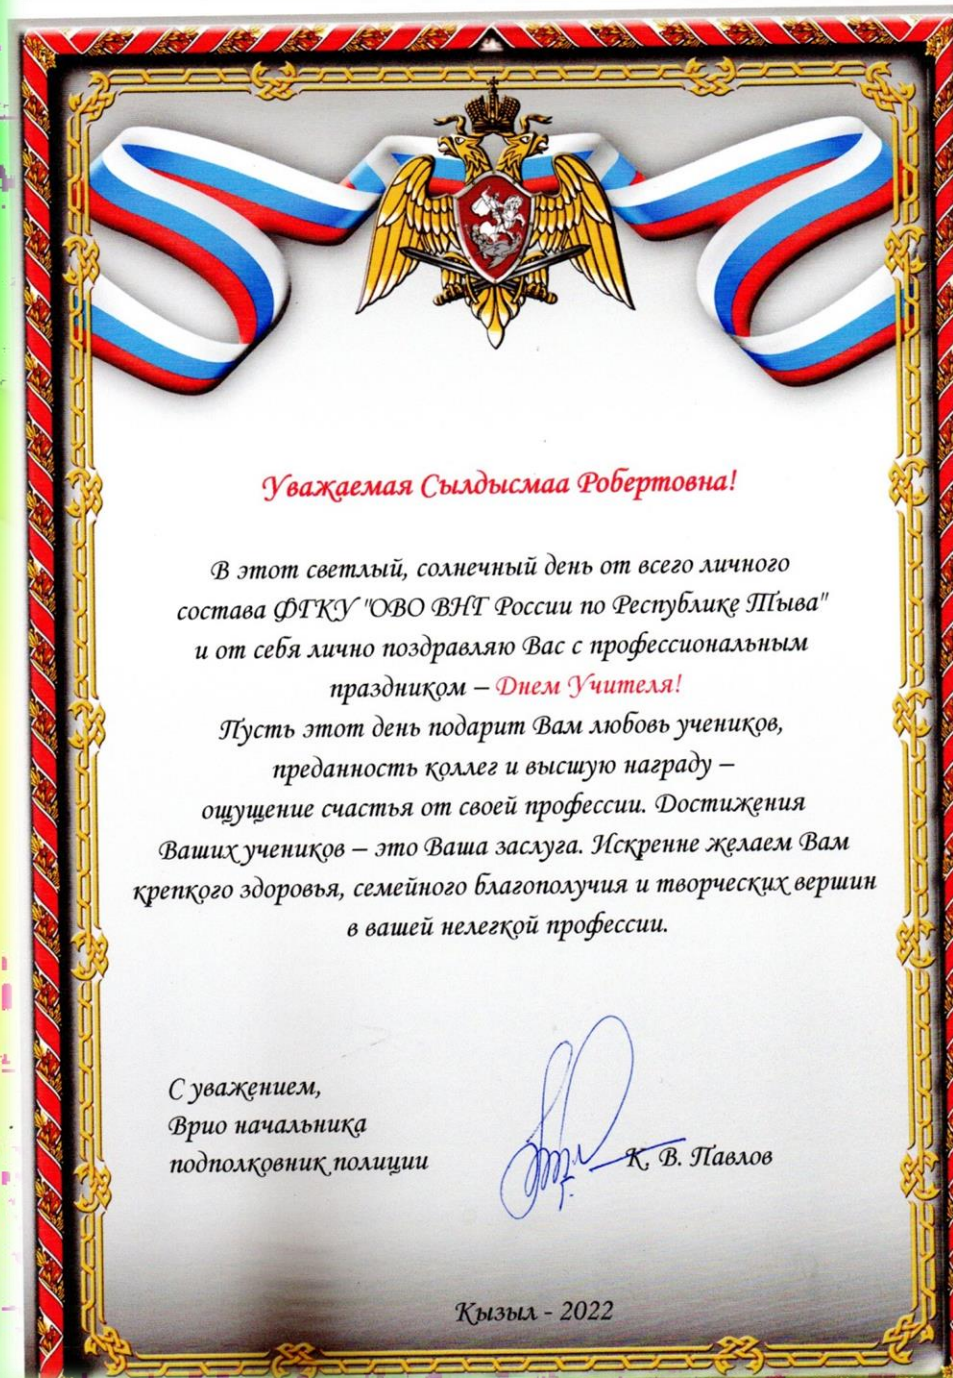 Уважаемая Сылдысмаа Робертовна!
В этот светлый, солнечный день от всего личного
состава ФГКУ "ОВО ВНГ России по Республике Тыва"
и от себя лично поздравляю Вас с профессиональным
праздником – Днем Учителя!
Пусть этот день подарит Вам любовь учеников,
преданность коллег и высшую награду –
ощущение счастья от своей профессии. Достижения
Ваших учеников – это Ваша заслуга. Искренне желаем Вам
крепкого здоровья, семейного благополучия и творческих вершин
в вашей нелегкой профессии.
С уважением,
Врио начальника
подполковник полиции
К. В. Павлов
Кызыл - 2022